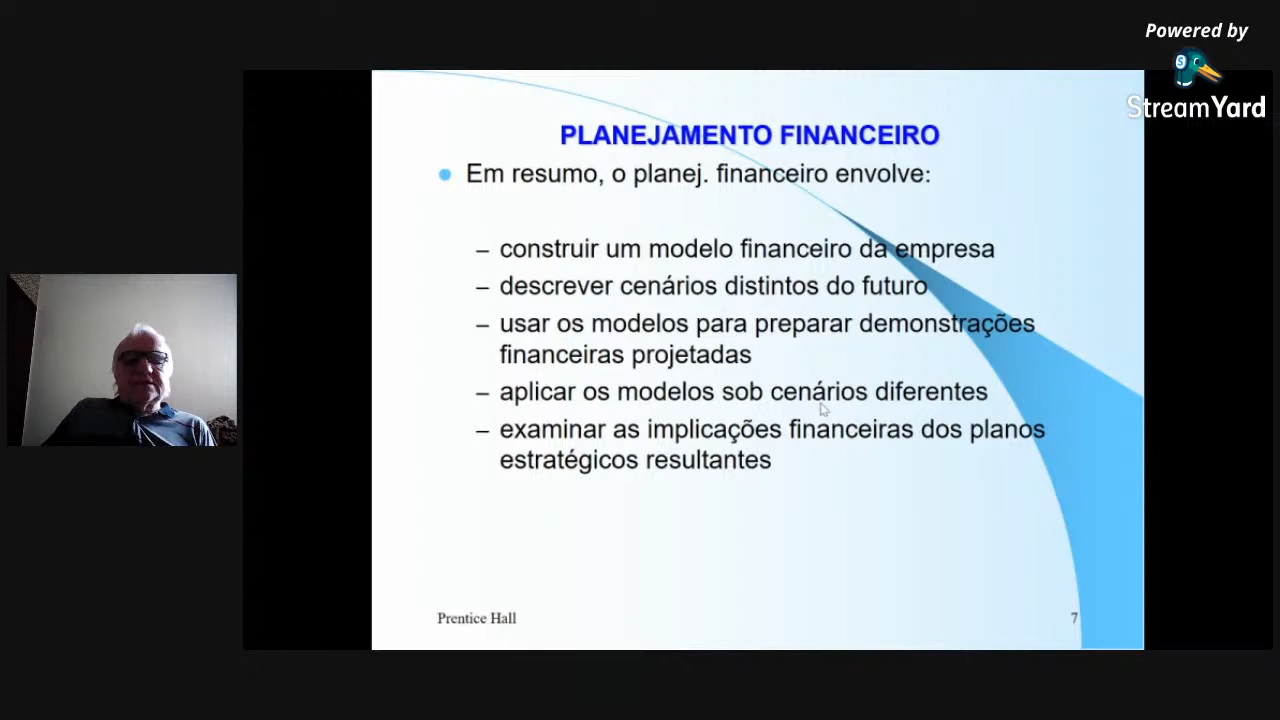 Powered by
StreamYard
PLANEJAMENTO FINANCEIRO
Em resumo, o planej. financeiro envolve:
– construir um modelo financeiro da empresa
– descrever cenários distintos do futuro
– usar os modelos para preparar demonstrações
financeiras projetadas
– aplicar os modelos sob cenários diferentes
– examinar as implicações financeiras dos planos
estratégicos resultantes
Prentice Hall
7